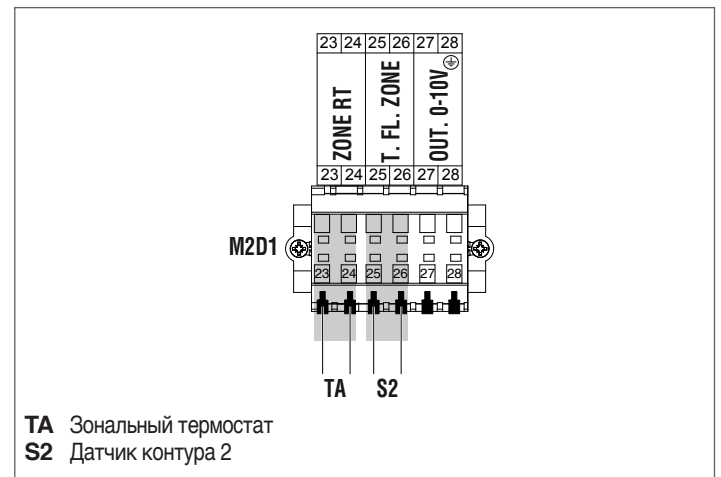 23 24 25 26 27 28
ZONE RT
T. FL. ZONE
OUT. 0-10V
23 24 25 26 27 28
M2D1
23 24 25 26 27 28
TA S2
TA Зональный термостат
S2 Датчик контура 2